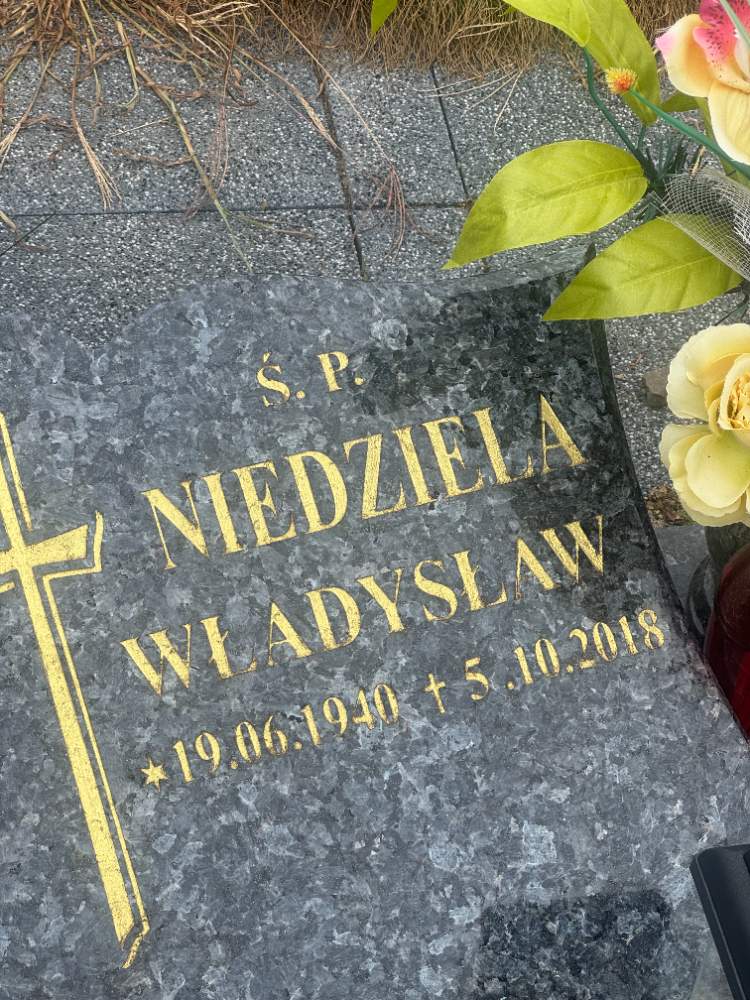 Ś. P.
NIEDZIELA
WŁADYSŁAW
★19.06.1940 ✝ 5.10.2018